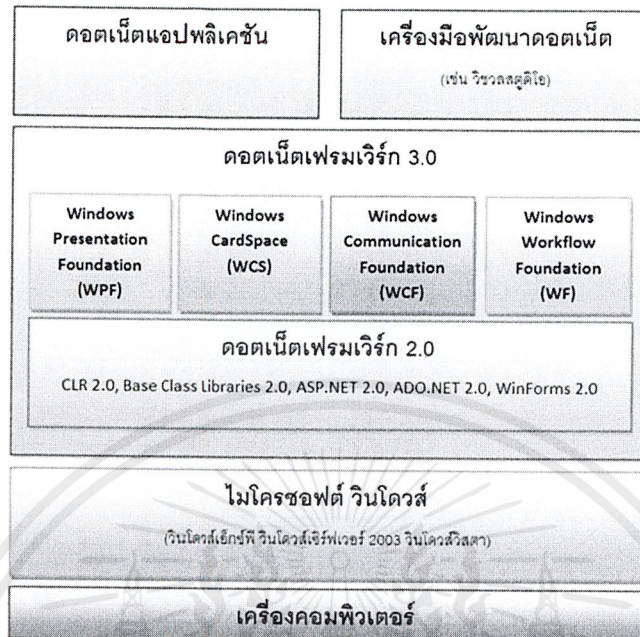 ดอตเน็ตแอปพลิเคชัน
เครื่องมือพัฒนาดอตเน็ต
(เช่น วิชวลสตูดิโอ)
ดอตเน็ตเฟรมเวิร์ก 3.0
Windows
Presentation
Foundation
(WPF)
Windows
CardSpace
(WCS)
Windows
Communication
Foundation
(WCF)
Windows
Workflow
Foundation
(WF)
ดอตเน็ตเฟรมเวิร์ก 2.0
CLR 2.0, Base Class Libraries 2.0, ASP.NET 2.0, ADO.NET 2.0, WinForms 2.0
ไมโครซอฟต์ วินโดวส์
(วินโดวส์เอ็กซ์พี วินโดวส์เซิร์ฟเวอร์ 2003 วินโดวส์วิสตา)
เครื่องคอมพิวเตอร์